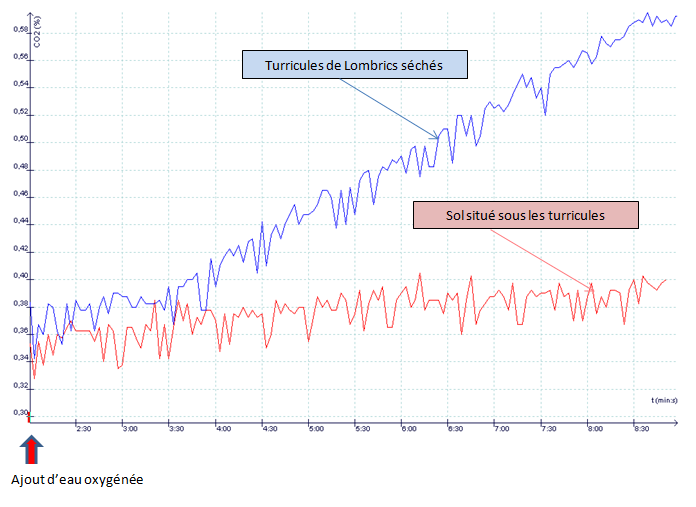 0,58
CO2 (%)
0,56
Turricules de Lombrics séchés
0,54
0,52
0,50
0,48
0,46
0,44
Sol situé sous les turricules
0,42
0,40
0,38
0,36
0,34
0,32
t (min:s)
0,30
2:30 3:00 3:30 4:00 4:30 5:00 5:30 6:00 6:30 7:00 7:30 8:00 8:30
Ajout d’eau oxygénée